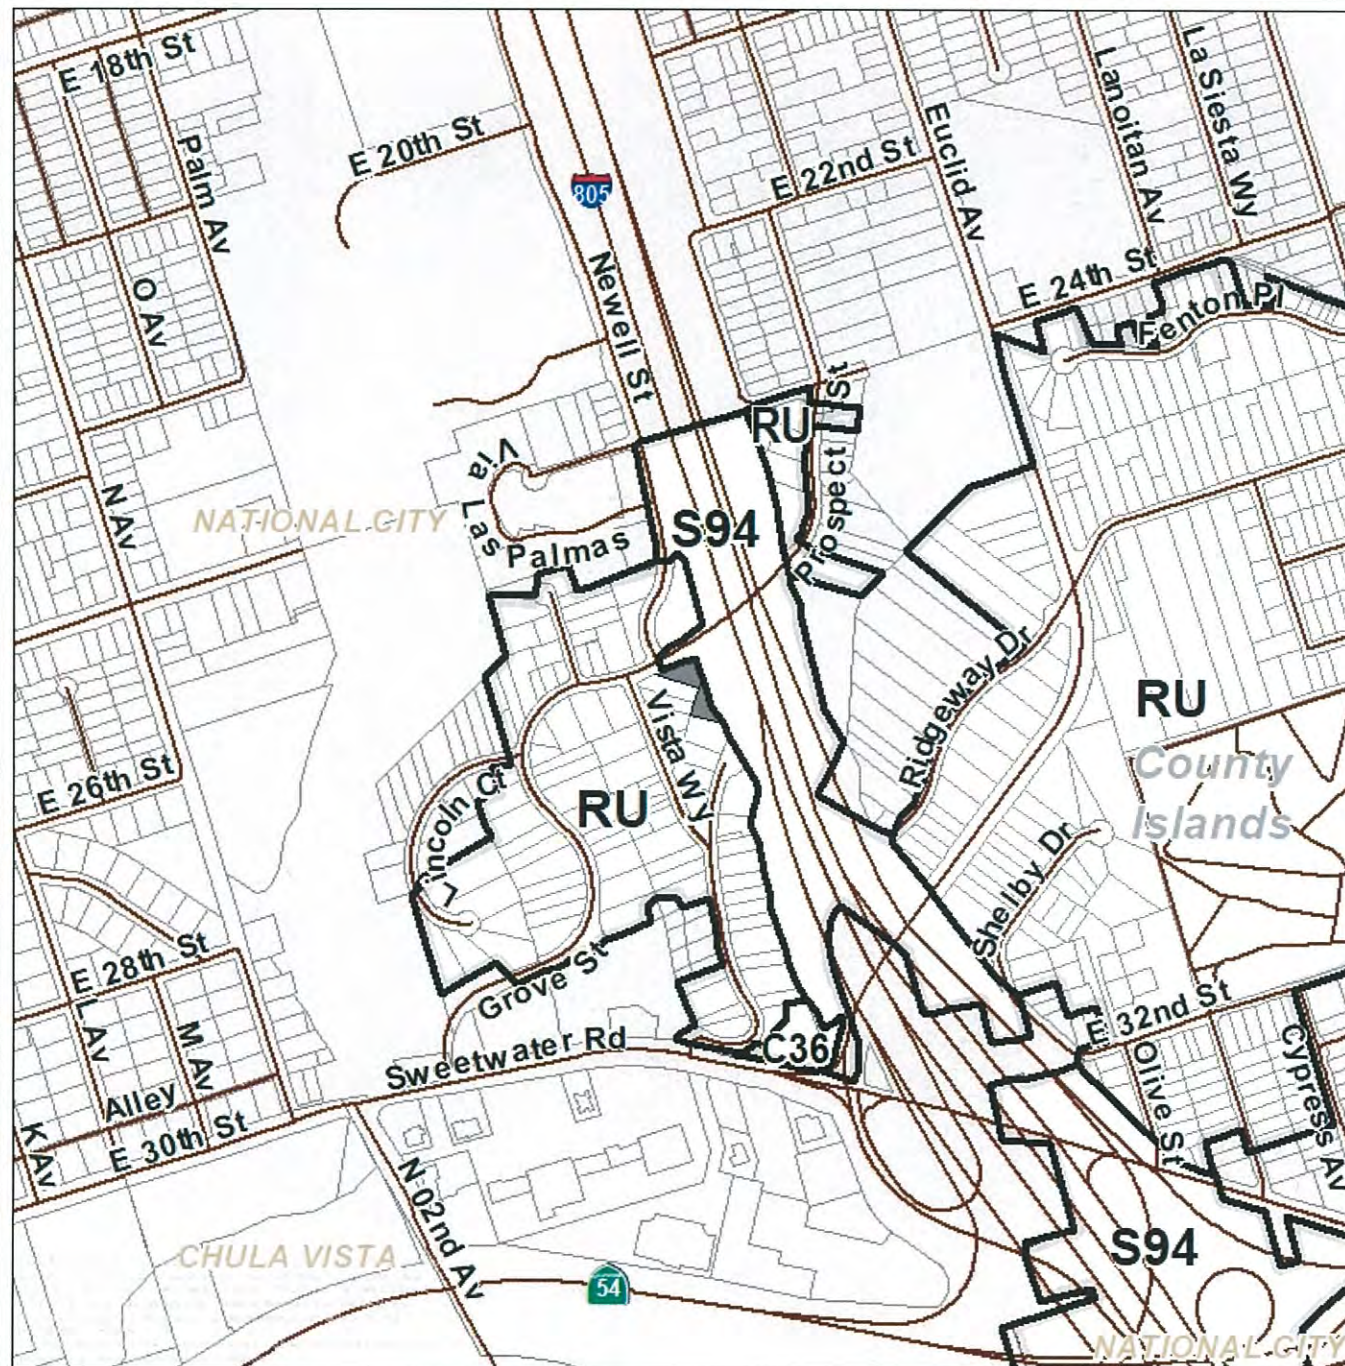 E 18th St
Palm Av
E 20th St
805
Newell St
E 22nd St
Euclid Av
Lanoitan Av
La Siesta Wy
O Av
E 24th St
Fenton Pl
N Av
NATIONAL CITY
Via Las Palmas
S94
RU
Prospect St
Ridgeway Dr
RU
County
Islands
E 26th St
Lincoln Ct
RU
Vista Wy
Shelby Dr
E 28th St
L Av
M Av
Grove St
Sweetwater Rd
C36
E 32nd St
Olive St
Cypress Av
K Av
Alley
E 30th St
N 02nd Av
CHULA VISTA
54
S94
NATIONAL CITY